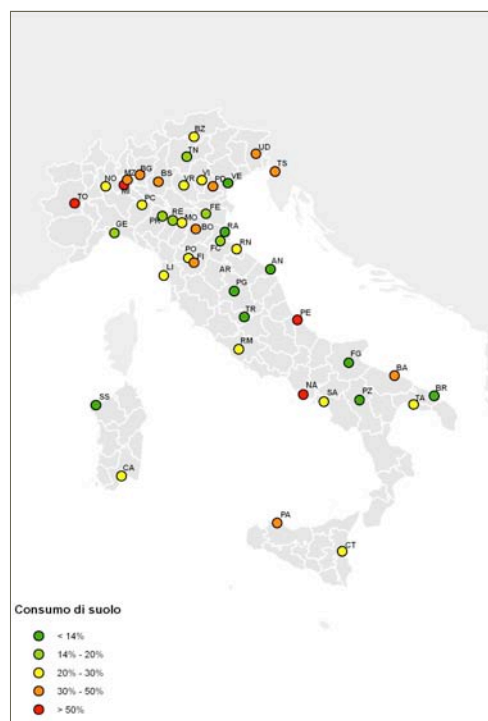 BZ
TN
UD
TS
BG
MZ
BS
VR
VI
PD
VE
NO
MI
TO
PC
GE
PR
RE
MO
FE
BO
RA
FC
RN
PO
FI
LI
AR
AN
PG
TR
PE
RM
FG
BA
NA
SA
PZ
BR
TA
SS
CA
PA
CT
Consumo di suolo
< 14%
14% - 20%
20% - 30%
30% - 50%
> 50%